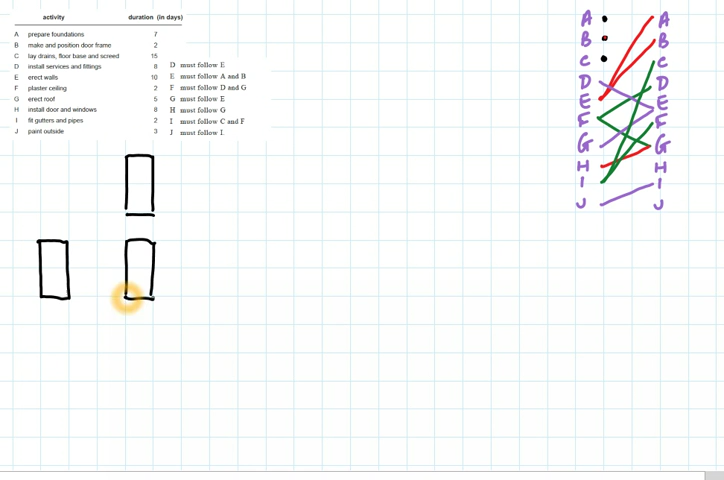 activity duration (in days)
A prepare foundations 7
B make and position door frame 2
C lay drains, floor base and screed 15
D install services and fittings 8
E erect walls 10
F plaster ceiling 2
G erect roof 5
H install door and windows 8
I fit gutters and pipes 2
J paint outside 3
D must follow E
E must follow A and B
F must follow D and G
G must follow E
H must follow G
I must follow C and F
J must follow I.
A A
B B
C C
D D
E E
F F
G G
H H
I I
J J